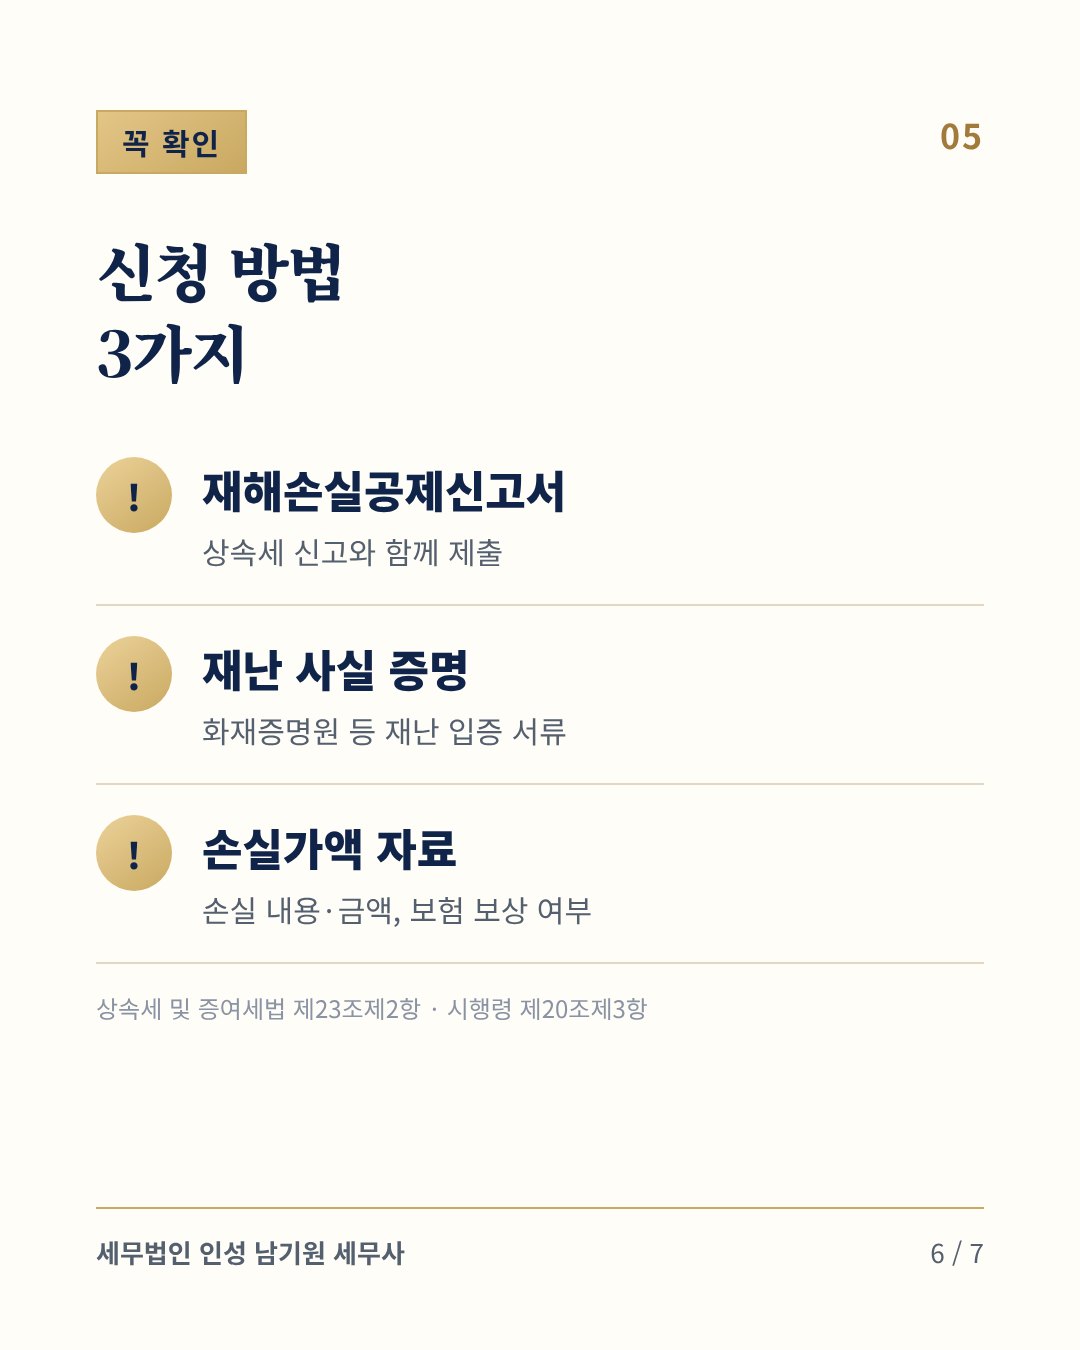 꼭 확인
05
신청 방법
3가지
!
재해손실공제신고서
상속세 신고와 함께 제출
!
재난 사실 증명
화재증명원 등 재난 입증 서류
!
손실가액 자료
손실 내용·금액, 보험 보상 여부
상속세 및 증여세법 제23조제2항 · 시행령 제20조제3항
세무법인 인성 남기원 세무사
6 / 7